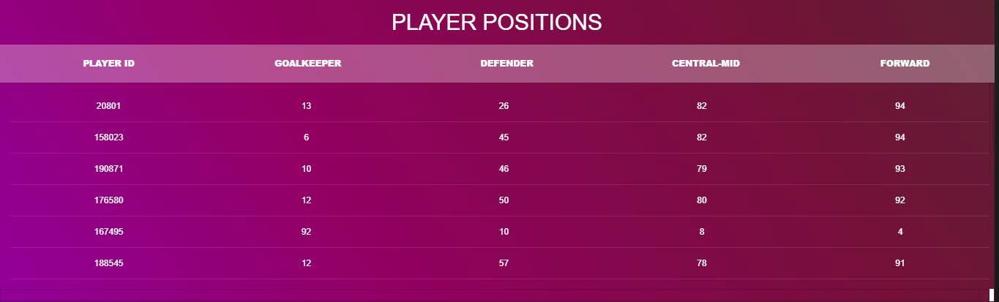 PLAYER POSITIONS
PLAYER ID GOALKEEPER DEFENDER CENTRAL-MID FORWARD
20801 13 26 82 94
158023 6 45 82 94
190871 10 46 79 93
176580 12 50 80 92
167495 92 10 8 4
188545 12 57 78 91